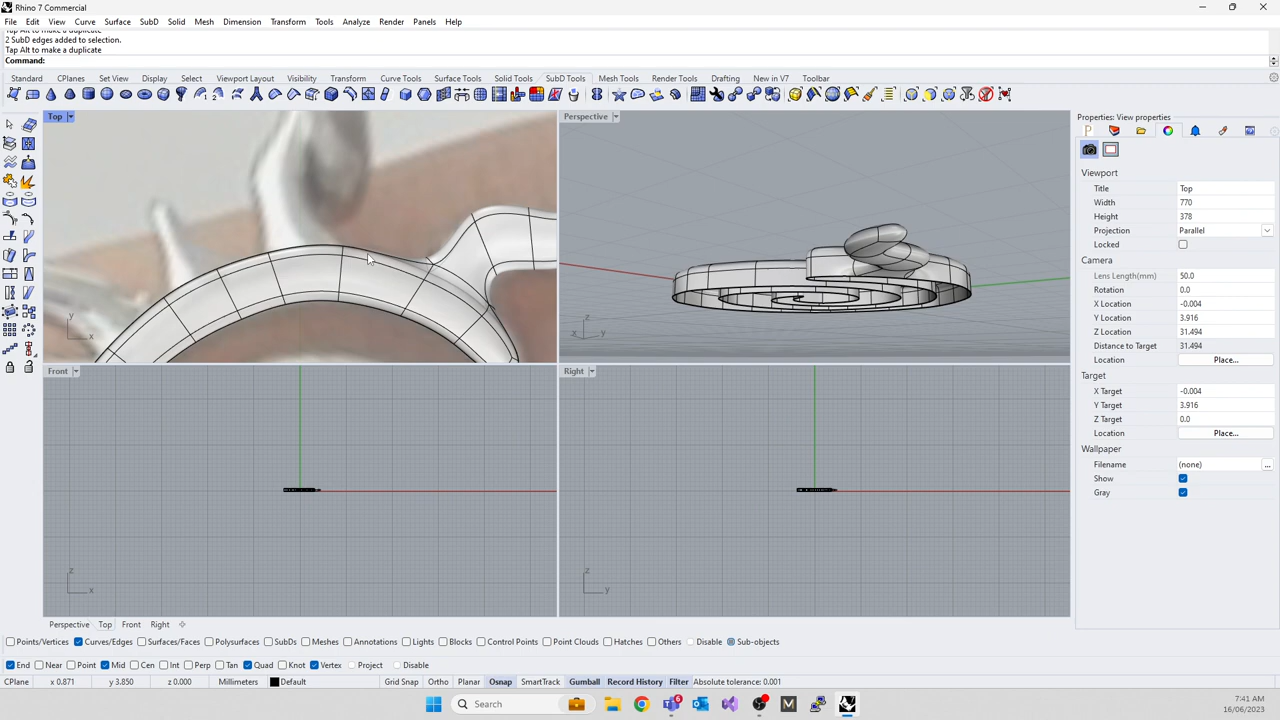 Rhino 7 Commercial
File Edit View Curve Surface SubD Solid Mesh Dimension Transform Tools Analyze Render Panels Help
Tap Alt to make a duplicate
2 SubD edges added to selection.
Tap Alt to make a duplicate
Command:
Standard CPlanes Set View Display Select Viewport Layout Visibility Transform Curve Tools Surface Tools Solid Tools SubD Tools Mesh Tools Render Tools Drafting New in V7 Toolbar
Top
Perspective
Properties: View properties
Viewport
Title Top
Width 770
Height 378
Projection Parallel
Locked
Camera
Lens Length(mm) 50.0
Rotation 0.0
X Location -0.004
Y Location 3.916
Z Location 31.494
Distance to Target 31.494
Location Place...
Target
X Target -0.004
Y Target 3.916
Z Target 0.0
Location Place...
Wallpaper
Filename (none) ...
Show
Gray
y
x
z
x y
Front
Right
z
x
z
y
Perspective Top Front Right
Points/Vertices Curves/Edges Surfaces/Faces Polysurfaces SubDs Meshes Annotations Lights Blocks Control Points Point Clouds Hatches Others Disable Sub-objects
End Near Point Mid Cen Int Perp Tan Quad Knot Vertex Project Disable
CPlane x 0.871 y 3.850 z 0.000 Millimeters Default Grid Snap Ortho Planar Osnap SmartTrack Gumball Record History Filter Absolute tolerance: 0.001
Search
6
M
7:41 AM
16/06/2023